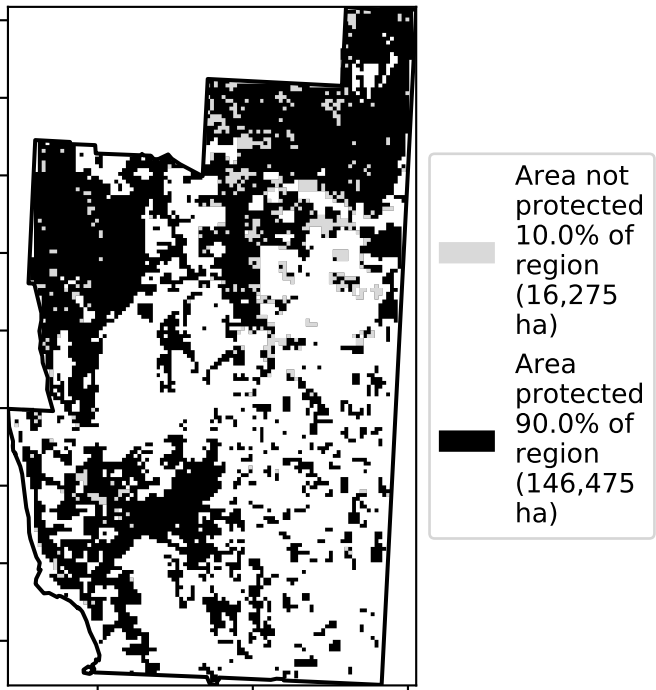 Area not
protected
10.0% of
region
(16,275
ha)
Area
protected
90.0% of
region
(146,475
ha)